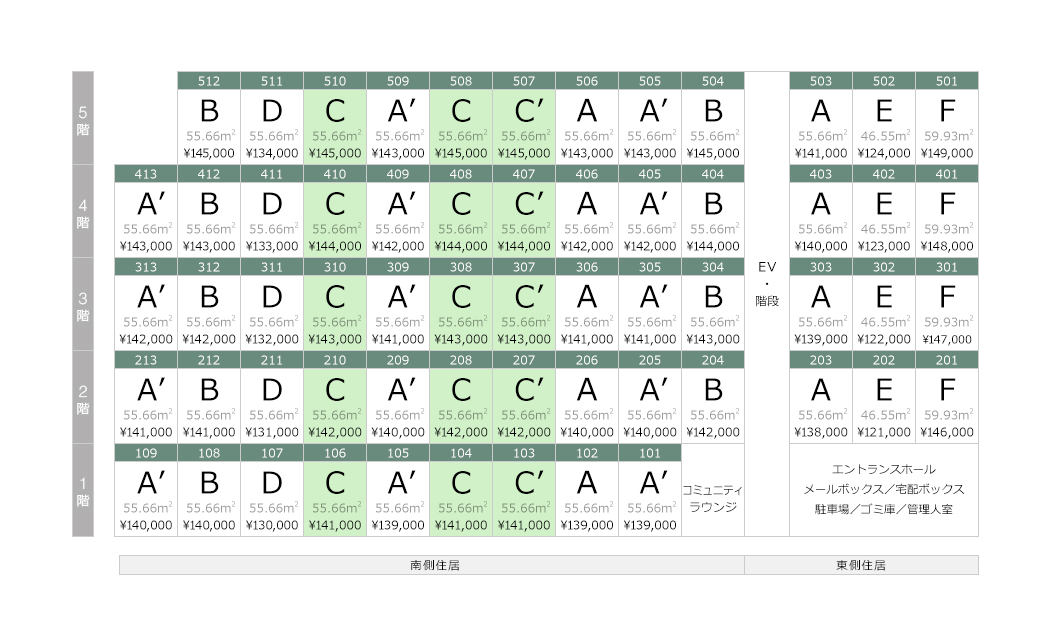 512 511 510 509 508 507 506 505 504 503 502 501
5階
B D C A′ C C′ A A′ B A E F
55.66m² 55.66m² 55.66m² 55.66m² 55.66m² 55.66m² 55.66m² 55.66m² 55.66m² 55.66m² 46.55m² 59.93m²
¥145,000 ¥134,000 ¥145,000 ¥143,000 ¥145,000 ¥145,000 ¥143,000 ¥143,000 ¥145,000 ¥141,000 ¥124,000 ¥149,000
413 412 411 410 409 408 407 406 405 404 403 402 401
4階
A′ B D C A′ C C′ A A′ B A E F
55.66m² 55.66m² 55.66m² 55.66m² 55.66m² 55.66m² 55.66m² 55.66m² 55.66m² 55.66m² 55.66m² 46.55m² 59.93m²
¥143,000 ¥143,000 ¥133,000 ¥144,000 ¥142,000 ¥144,000 ¥144,000 ¥142,000 ¥142,000 ¥144,000 ¥140,000 ¥123,000 ¥148,000
313 312 311 310 309 308 307 306 305 304 303 302 301
EV
・
階段
3階
A′ B D C A′ C C′ A A′ B A E F
55.66m² 55.66m² 55.66m² 55.66m² 55.66m² 55.66m² 55.66m² 55.66m² 55.66m² 55.66m² 55.66m² 46.55m² 59.93m²
¥142,000 ¥142,000 ¥132,000 ¥143,000 ¥141,000 ¥143,000 ¥143,000 ¥141,000 ¥141,000 ¥143,000 ¥139,000 ¥122,000 ¥147,000
213 212 211 210 209 208 207 206 205 204 203 202 201
2階
A′ B D C A′ C C′ A A′ B A E F
55.66m² 55.66m² 55.66m² 55.66m² 55.66m² 55.66m² 55.66m² 55.66m² 55.66m² 55.66m² 55.66m² 46.55m² 59.93m²
¥141,000 ¥141,000 ¥131,000 ¥142,000 ¥140,000 ¥142,000 ¥142,000 ¥140,000 ¥140,000 ¥142,000 ¥138,000 ¥121,000 ¥146,000
109 108 107 106 105 104 103 102 101
1階
A′ B D C A′ C C′ A A′
55.66m² 55.66m² 55.66m² 55.66m² 55.66m² 55.66m² 55.66m² 55.66m² 55.66m²
¥140,000 ¥140,000 ¥130,000 ¥141,000 ¥139,000 ¥141,000 ¥141,000 ¥139,000 ¥139,000
コミュニティ
ラウンジ
エントランスホール
メールボックス／宅配ボックス
駐車場／ゴミ庫／管理人室
南側住居 東側住居